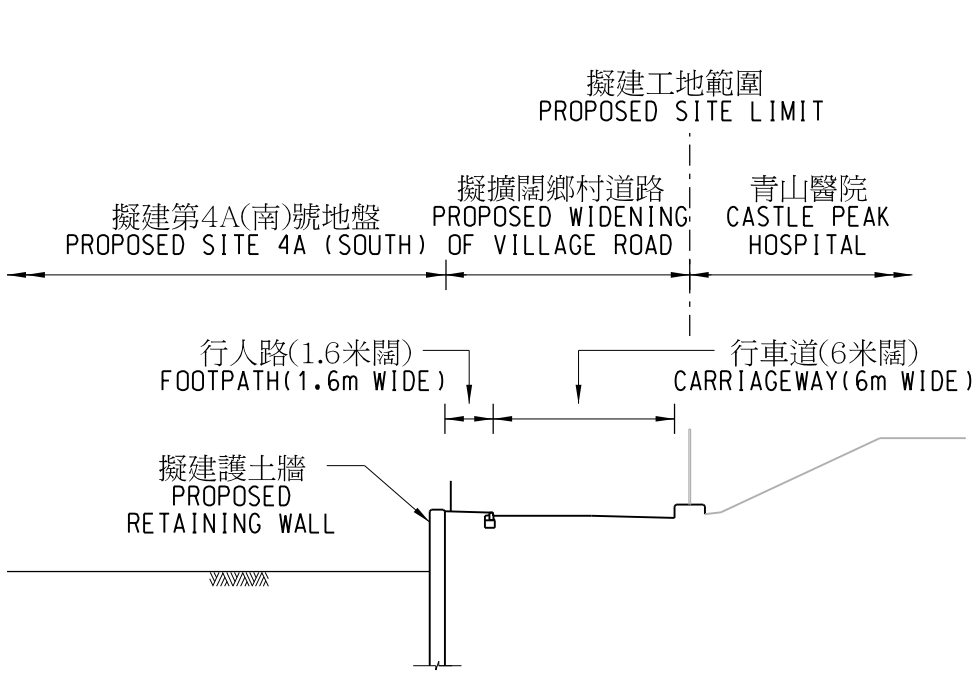 擬建工地範圍
PROPOSED SITE LIMIT
擬建第4A(南)號地盤
PROPOSED SITE 4A (SOUTH)
擬擴闊鄉村道路
PROPOSED WIDENING
OF VILLAGE ROAD
青山醫院
CASTLE PEAK
HOSPITAL
行人路(1.6米闊)
FOOTPATH(1.6m WIDE)
行車道(6米闊)
CARRIAGEWAY(6m WIDE)
擬建護土牆
PROPOSED
RETAINING WALL